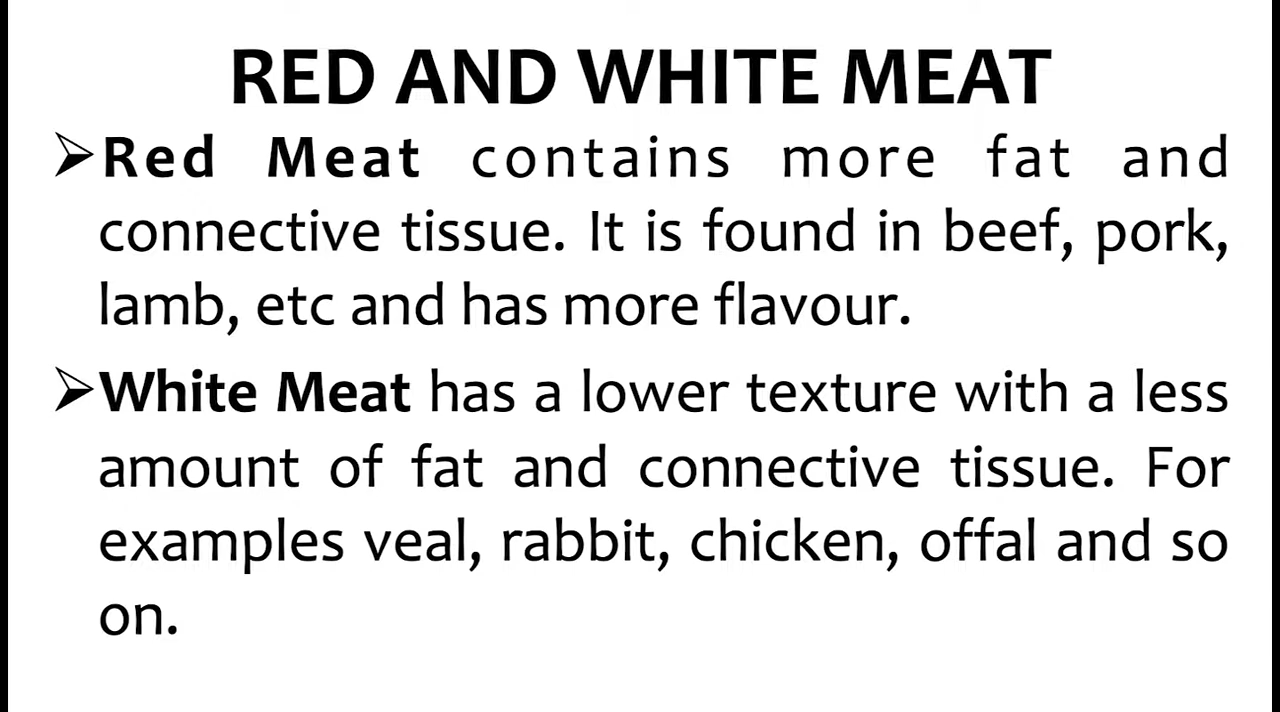 RED AND WHITE MEAT
➢Red Meat contains more fat and
connective tissue. It is found in beef, pork,
lamb, etc and has more flavour.
➢White Meat has a lower texture with a less
amount of fat and connective tissue. For
examples veal, rabbit, chicken, offal and so
on.